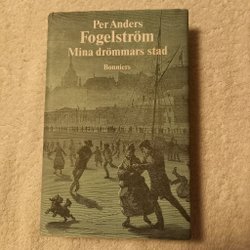 Per Anders
Fogelström
Mina drömmars stad
Bonniers